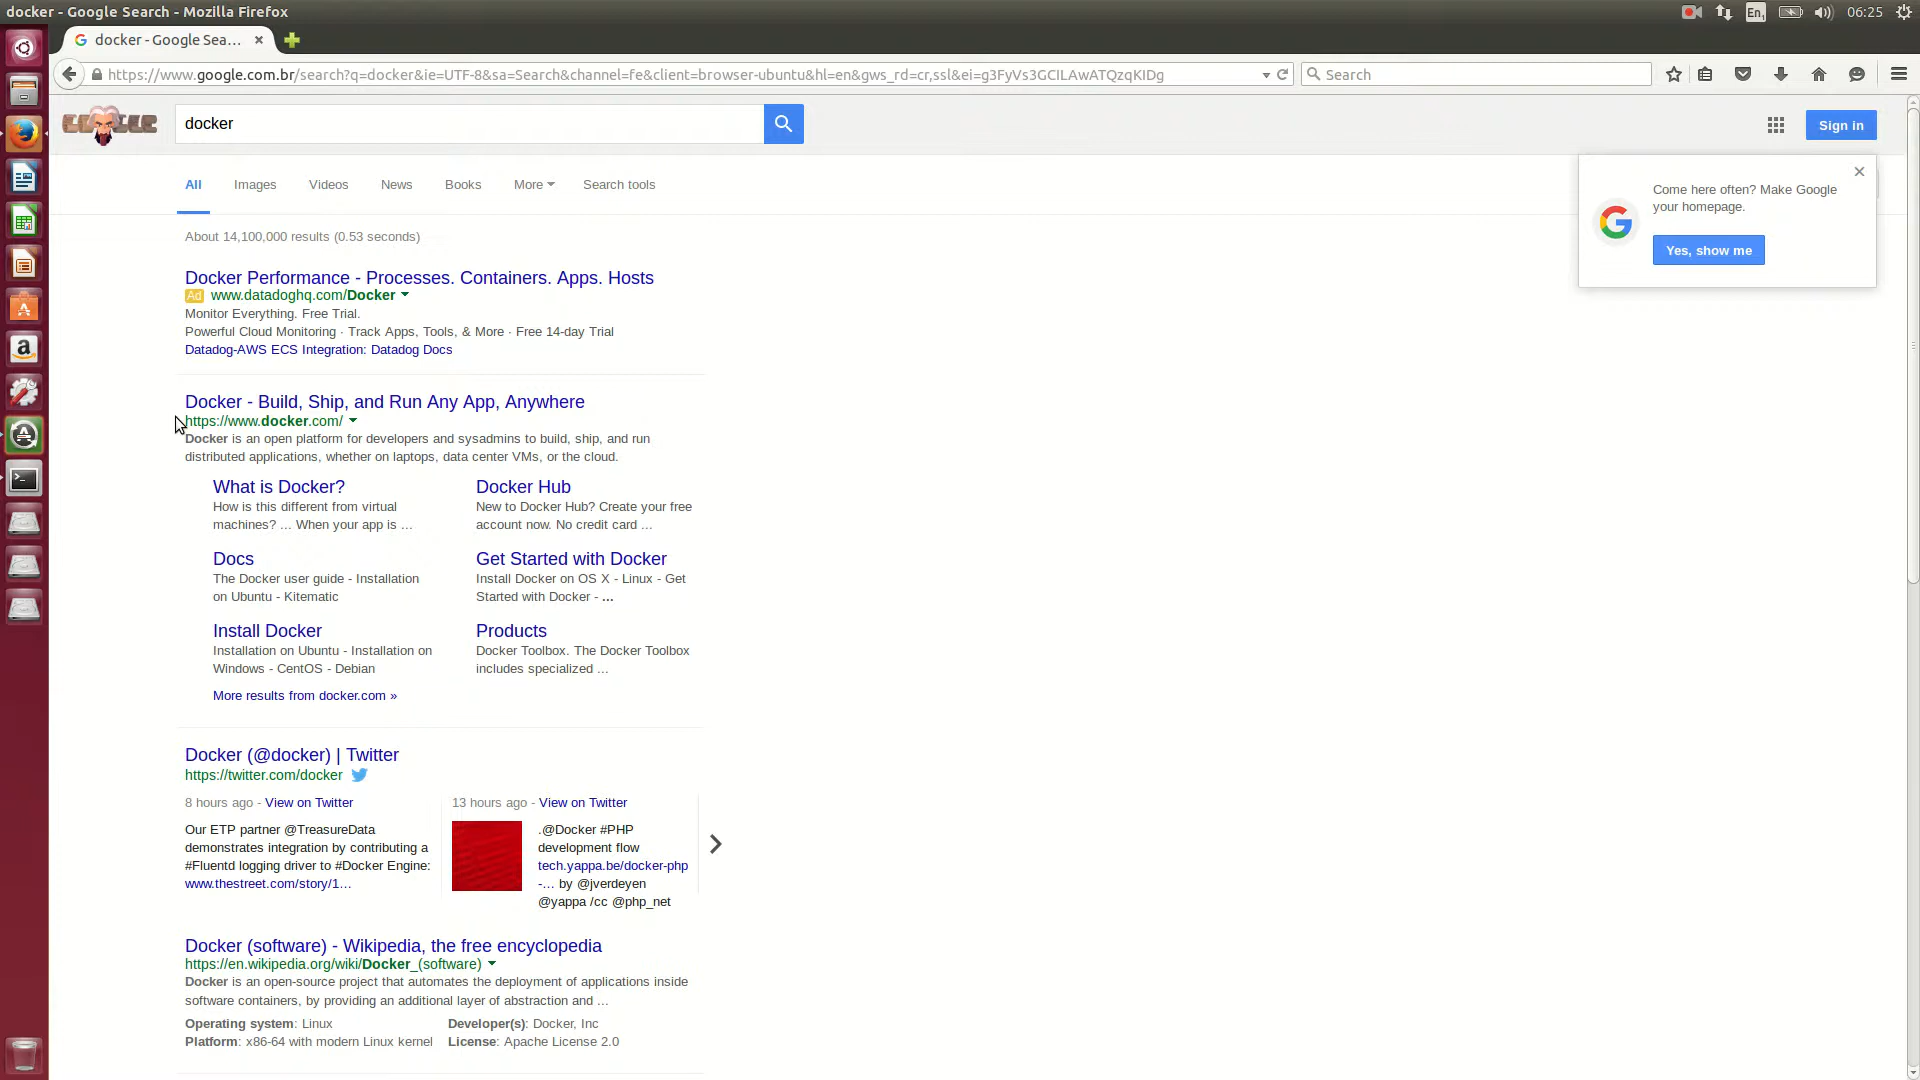 docker - Google Search - Mozilla Firefox
En1
06:25
docker - Google Sea...
https://www.google.com.br/search?q=docker&ie=UTF-8&sa=Search&channel=fe&client=browser-ubuntu&hl=en&gws_rd=cr,ssl&ei=g3FyVs3GCILAwATQzqKIDg
Search
docker
Sign in
All
Images
Videos
News
Books
More
Search tools
Come here often? Make Google
your homepage.
Yes, show me
About 14,100,000 results (0.53 seconds)
Docker Performance - Processes. Containers. Apps. Hosts
Ad www.datadoghq.com/Docker
Monitor Everything. Free Trial.
Powerful Cloud Monitoring · Track Apps, Tools, & More · Free 14-day Trial
Datadog-AWS ECS Integration: Datadog Docs
Docker - Build, Ship, and Run Any App, Anywhere
https://www.docker.com/
Docker is an open platform for developers and sysadmins to build, ship, and run
distributed applications, whether on laptops, data center VMs, or the cloud.
What is Docker?
How is this different from virtual
machines? ... When your app is ...
Docker Hub
New to Docker Hub? Create your free
account now. No credit card ...
Docs
The Docker user guide - Installation
on Ubuntu - Kitematic
Get Started with Docker
Install Docker on OS X - Linux - Get
Started with Docker - ...
Install Docker
Installation on Ubuntu - Installation on
Windows - CentOS - Debian
Products
Docker Toolbox. The Docker Toolbox
includes specialized ...
More results from docker.com »
Docker (@docker) | Twitter
https://twitter.com/docker
8 hours ago - View on Twitter
Our ETP partner @TreasureData
demonstrates integration by contributing a
#Fluentd logging driver to #Docker Engine:
www.thestreet.com/story/1…
13 hours ago - View on Twitter
.@Docker #PHP
development flow
tech.yappa.be/docker-php
-… by @jverdeyen
@yappa /cc @php_net
Docker (software) - Wikipedia, the free encyclopedia
https://en.wikipedia.org/wiki/Docker_(software)
Docker is an open-source project that automates the deployment of applications inside
software containers, by providing an additional layer of abstraction and ...
Operating system: Linux
Developer(s): Docker, Inc
Platform: x86-64 with modern Linux kernel
License: Apache License 2.0